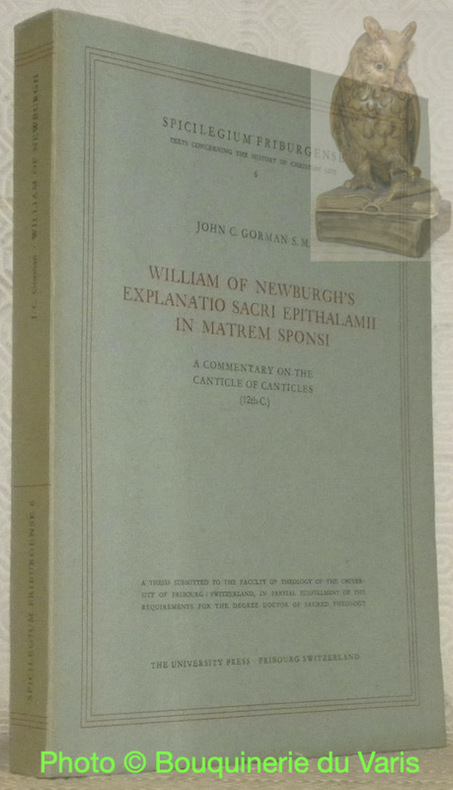 SPICILEGIUM FRIBURGENSE
TEXTS CONCERNING THE HISTORY OF CHRISTIAN LIFE
6
JOHN C. GORMAN S. M.
WILLIAM OF NEWBURGH'S
EXPLANATIO SACRI EPITHALAMII
IN MATREM SPONSI
A COMMENTARY ON THE
CANTICLE OF CANTICLES
(12th C.)
A THESIS SUBMITTED TO THE FACULTY OF THEOLOGY OF THE UNIVER-
SITY OF FRIBOURG / SWITZERLAND, IN PARTIAL FULFILLMENT OF THE
REQUIREMENTS FOR THE DEGREE DOCTOR OF SACRED THEOLOGY
THE UNIVERSITY PRESS · FRIBOURG SWITZERLAND
J. C. Gorman · WILLIAM OF NEWBURGH
SPICILEGIUM FRIBURGENSE 6
Photo © Bouquinerie du Varis